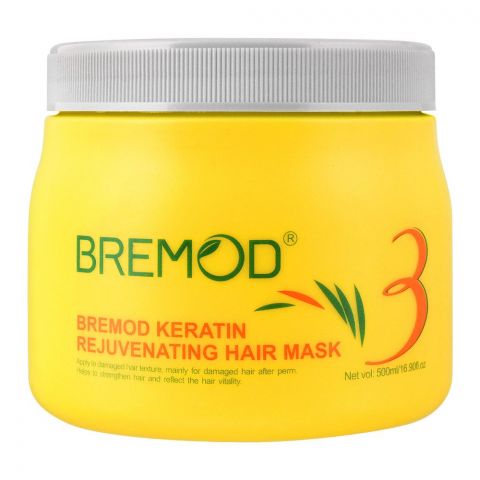 BREMOD®
3
BREMOD KERATIN
REJUVENATING HAIR MASK
Apply to damaged hair texture, mainly for damaged hair after perm.
Helps to strengthen hair and reflect the hair vitality.
Net vol: 500ml/16.90fl.oz